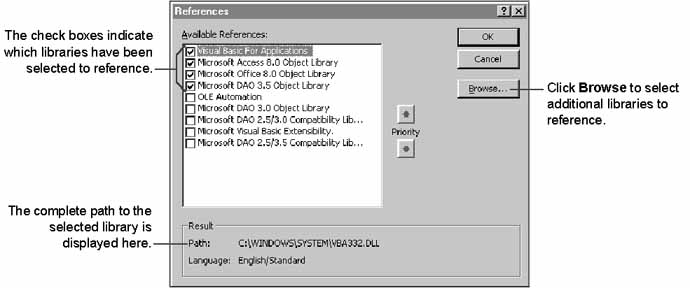 References
The check boxes indicate
which libraries have been
selected to reference.
Available References:
Visual Basic For Applications
Microsoft Access 8.0 Object Library
Microsoft Office 8.0 Object Library
Microsoft DAO 3.5 Object Library
OLE Automation
Microsoft DAO 3.0 Object Library
Microsoft DAO 2.5/3.0 Compatibility Lib...
Microsoft Visual Basic Extensibility.
Microsoft DAO 2.5/3.5 Compatibility Lib...
Priority
OK
Cancel
Browse...
Click Browse to select
additional libraries to
reference.
The complete path to the
selected library is
displayed here.
Result
Path: C:\WINDOWS\SYSTEM\VBA332.DLL
Language: English/Standard